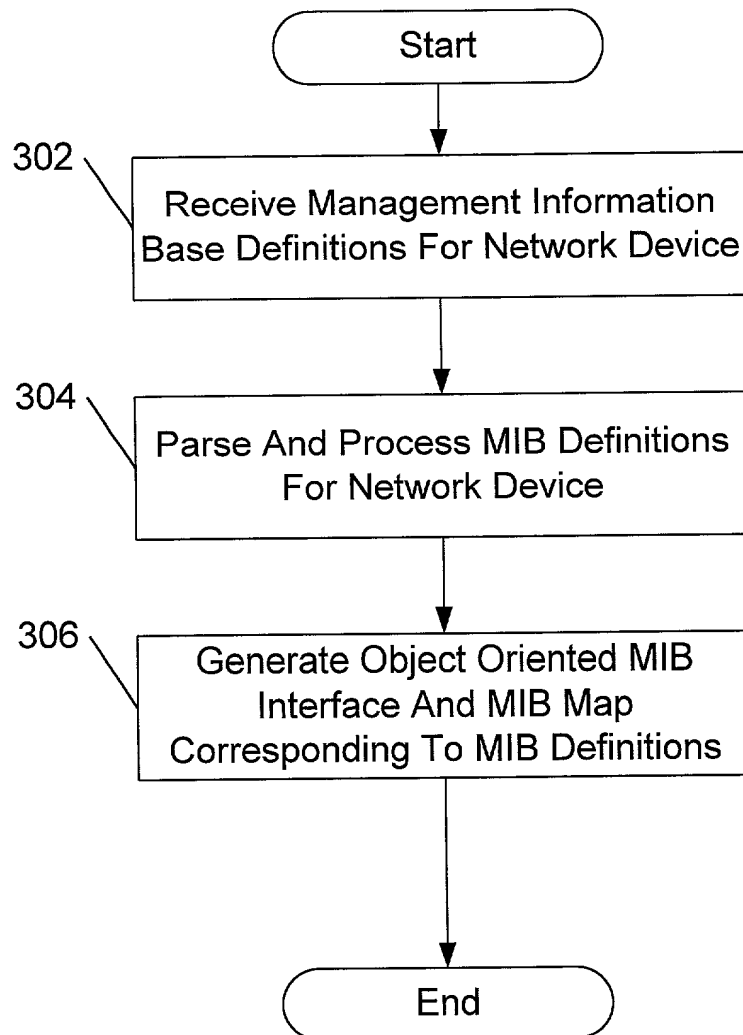 Start
302
Receive Management Information
Base Definitions For Network Device
304
Parse And Process MIB Definitions
For Network Device
306
Generate Object Oriented MIB
Interface And MIB Map
Corresponding To MIB Definitions
End